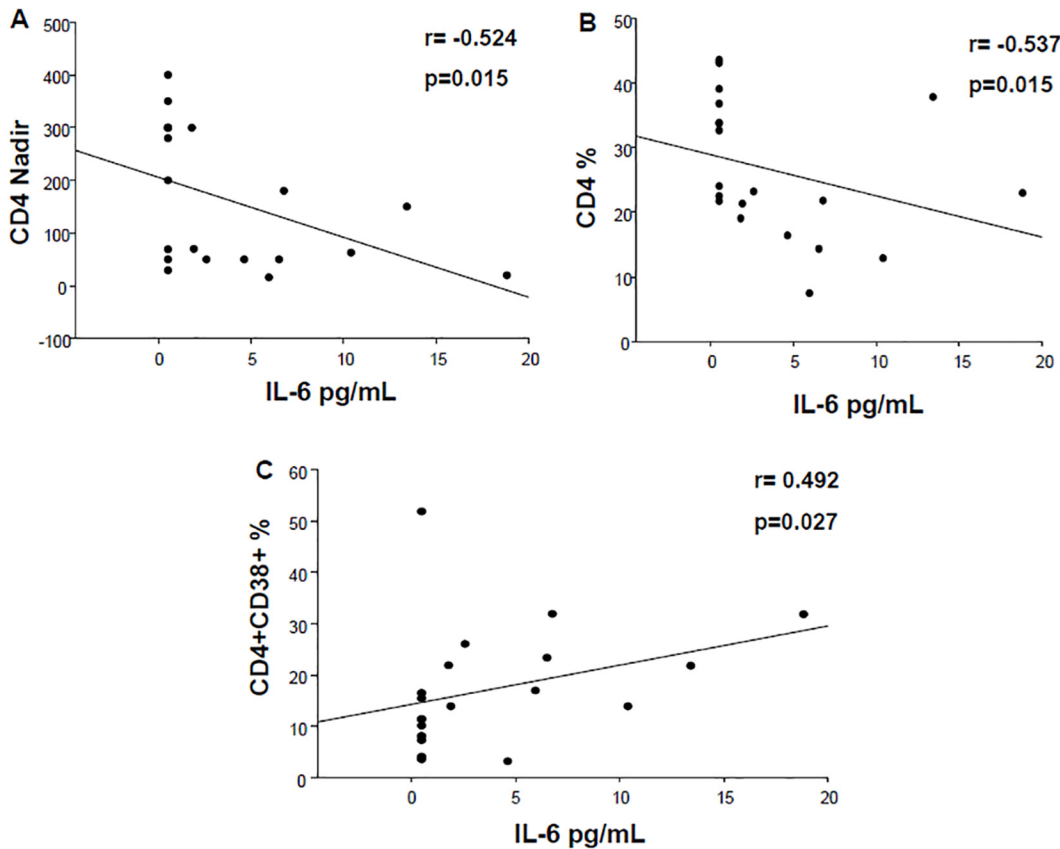 A
r= -0.524
p=0.015
CD4 Nadir
500
400
300
200
100
0
-100
0 5 10 15 20
IL-6 pg/mL
B
r= -0.537
p=0.015
CD4 %
50
40
30
20
10
0
0 5 10 15 20
IL-6 pg/mL
C
r= 0.492
p=0.027
CD4+CD38+ %
60
50
40
30
20
10
0
0 5 10 15 20
IL-6 pg/mL